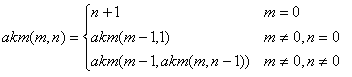 akm(m,n) = { n+1 m = 0
akm(m−1,1) m ≠ 0, n = 0
akm(m−1,akm(m,n−1)) m ≠ 0, n ≠ 0